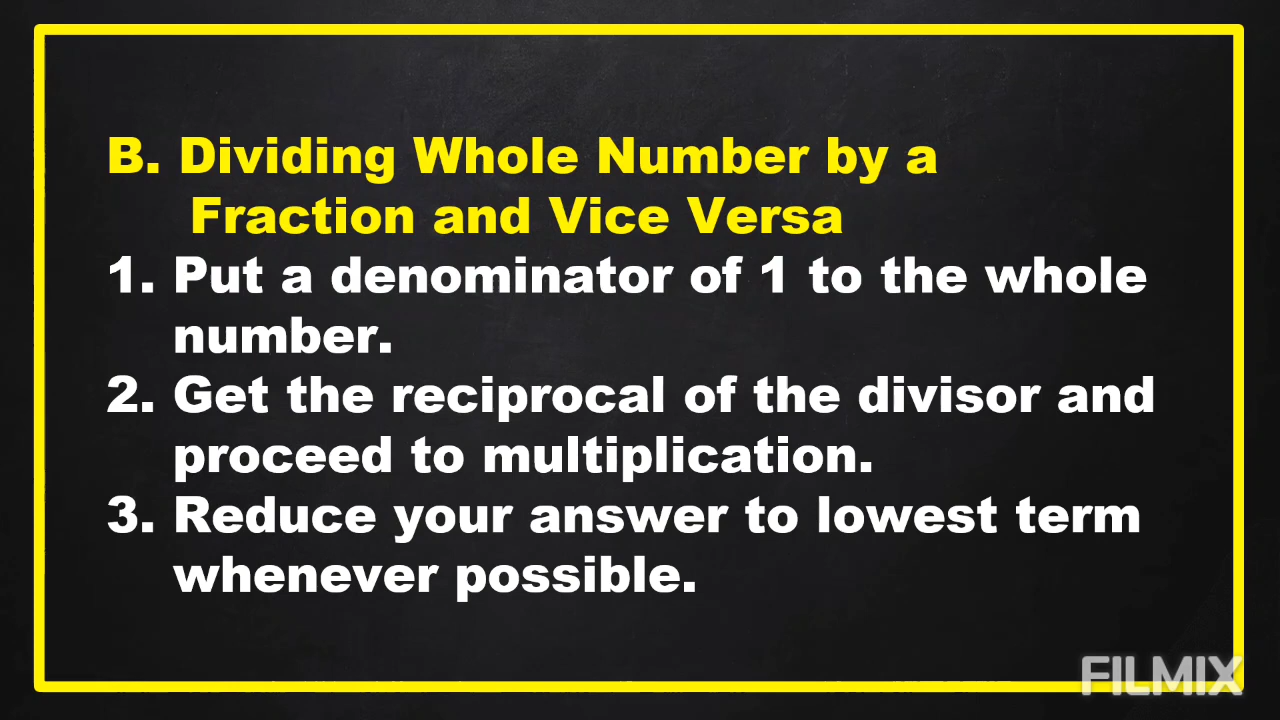 B. Dividing Whole Number by a
Fraction and Vice Versa
1. Put a denominator of 1 to the whole
number.
2. Get the reciprocal of the divisor and
proceed to multiplication.
3. Reduce your answer to lowest term
whenever possible.
FILMIX